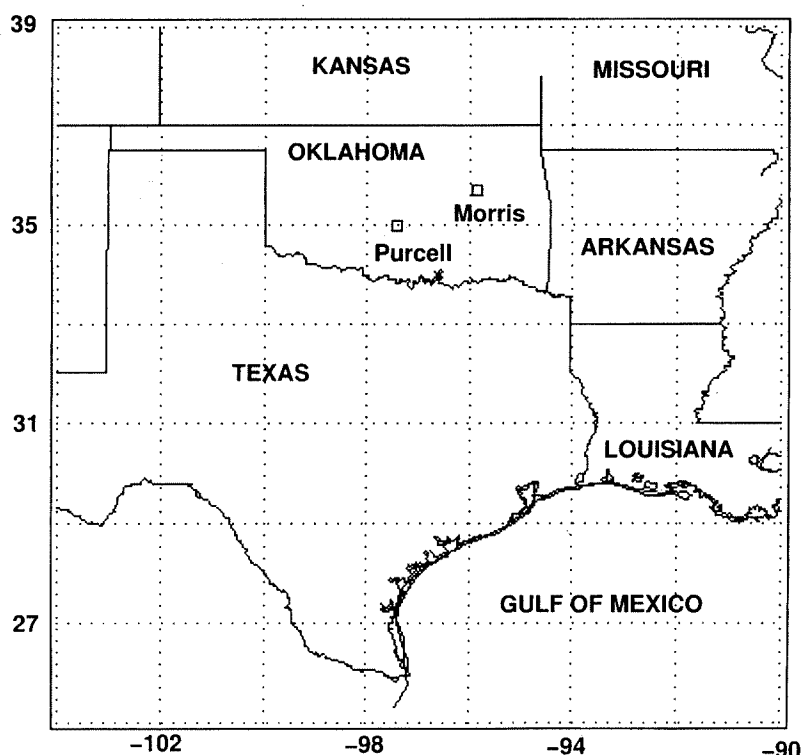 39
KANSAS
MISSOURI
OKLAHOMA
Morris
35
Purcell
ARKANSAS
TEXAS
31
LOUISIANA
GULF OF MEXICO
27
−102
−98
−94
−90